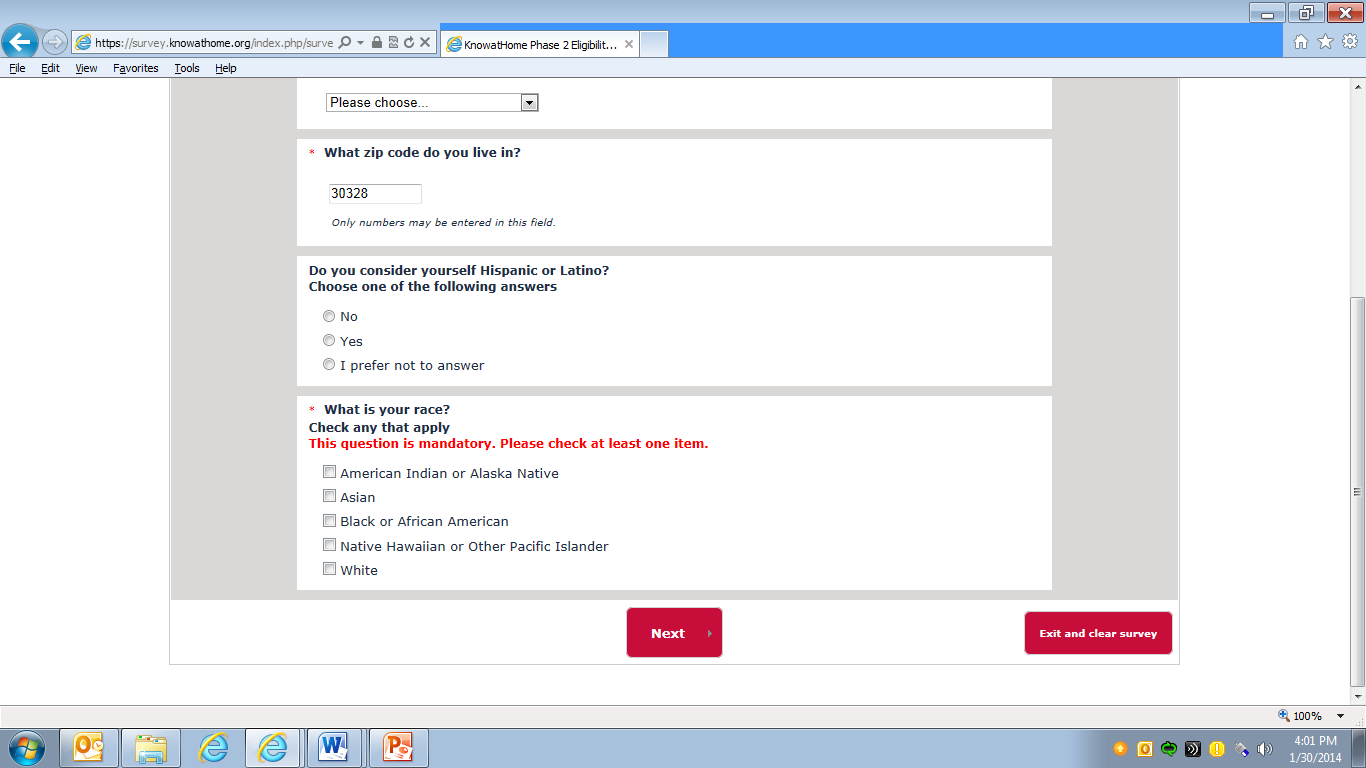 https://survey.knowathome.org/index.php/surve
KnowatHome Phase 2 Eligibilit...
File Edit View Favorites Tools Help
Please choose...
* What zip code do you live in?
30328
Only numbers may be entered in this field.
Do you consider yourself Hispanic or Latino?
Choose one of the following answers
No
Yes
I prefer not to answer
* What is your race?
Check any that apply
This question is mandatory. Please check at least one item.
American Indian or Alaska Native
Asian
Black or African American
Native Hawaiian or Other Pacific Islander
White
Next
Exit and clear survey
100%
4:01 PM
1/30/2014